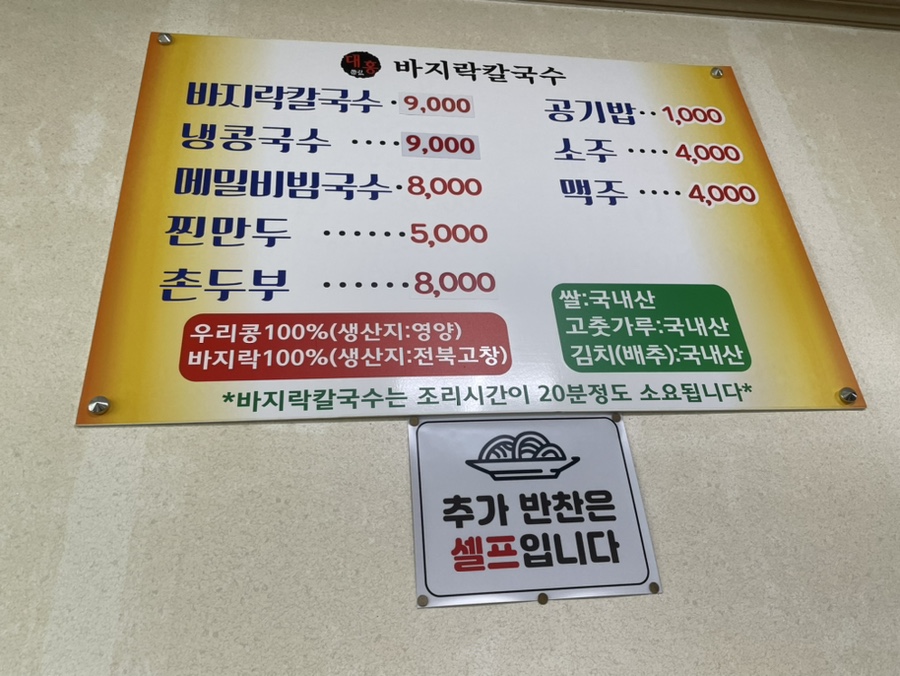 대흥 바지락칼국수
바지락칼국수 · 9,000
냉콩국수 ···· 9,000
메밀비빔국수 · 8,000
찐만두 ······ 5,000
촌두부 ······ 8,000
공기밥 ·· 1,000
소주 ···· 4,000
맥주 ···· 4,000
우리콩100%(생산지:영양)
바지락100%(생산지:전북고창)
쌀:국내산
고춧가루:국내산
김치(배추):국내산
*바지락칼국수는 조리시간이 20분정도 소요됩니다*
추가 반찬은
셀프입니다